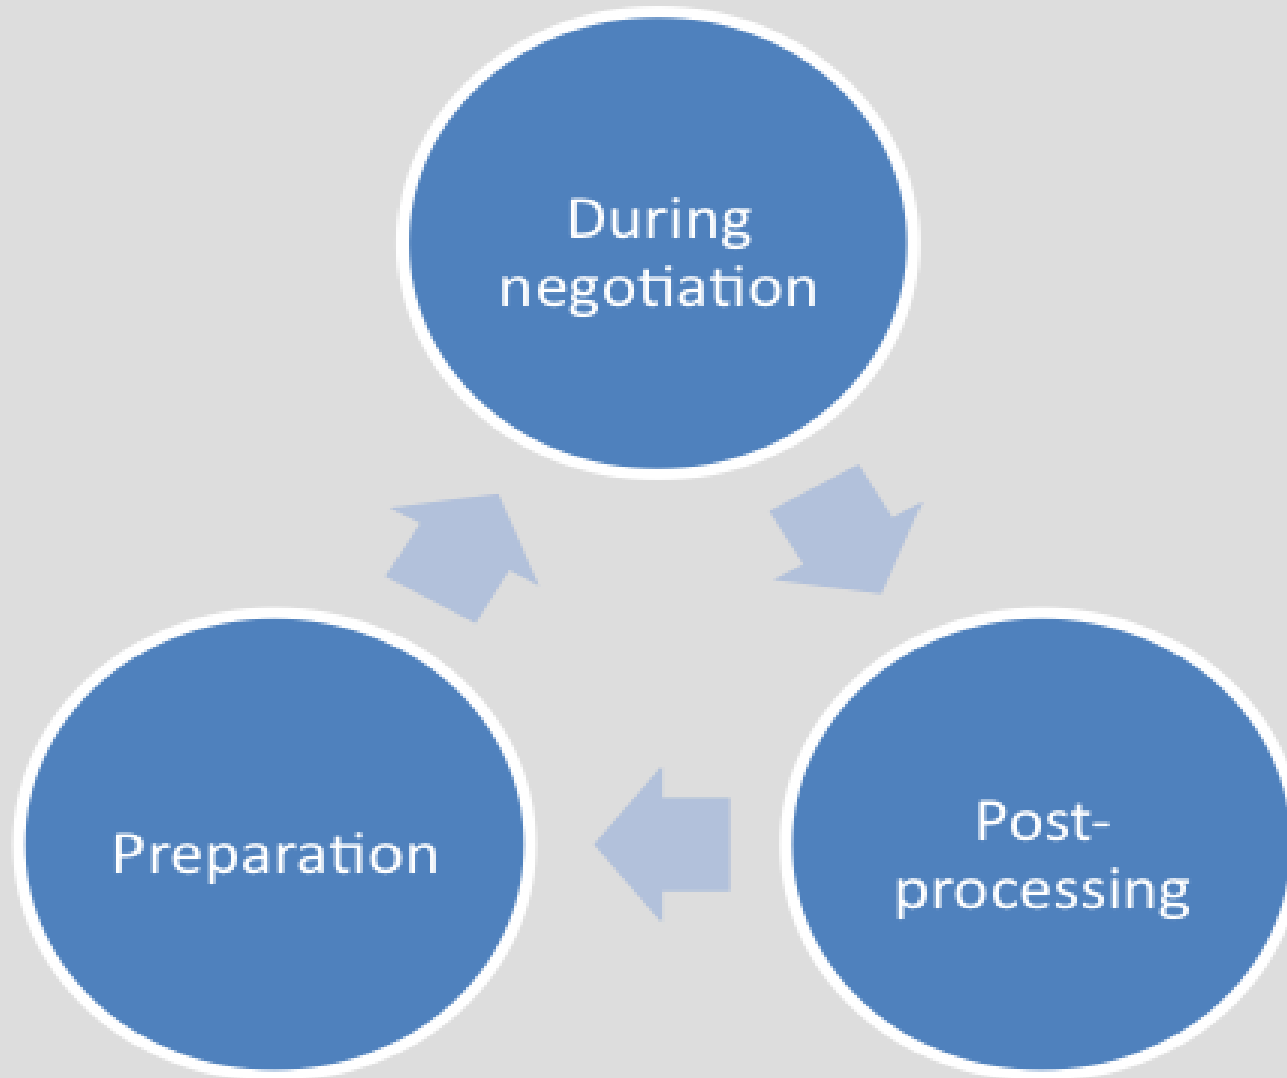 During
negotiation
Preparation
Post-
processing